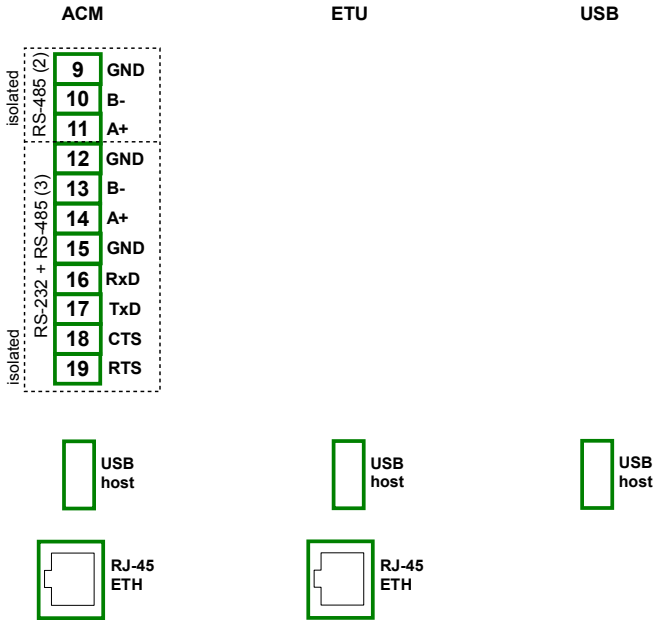 ACM
ETU
USB
isolated
RS-485 (2)
9 GND
10 B-
11 A+
isolated
RS-232 + RS-485 (3)
12 GND
13 B-
14 A+
15 GND
16 RxD
17 TxD
18 CTS
19 RTS
USB
host
USB
host
USB
host
RJ-45
ETH
RJ-45
ETH